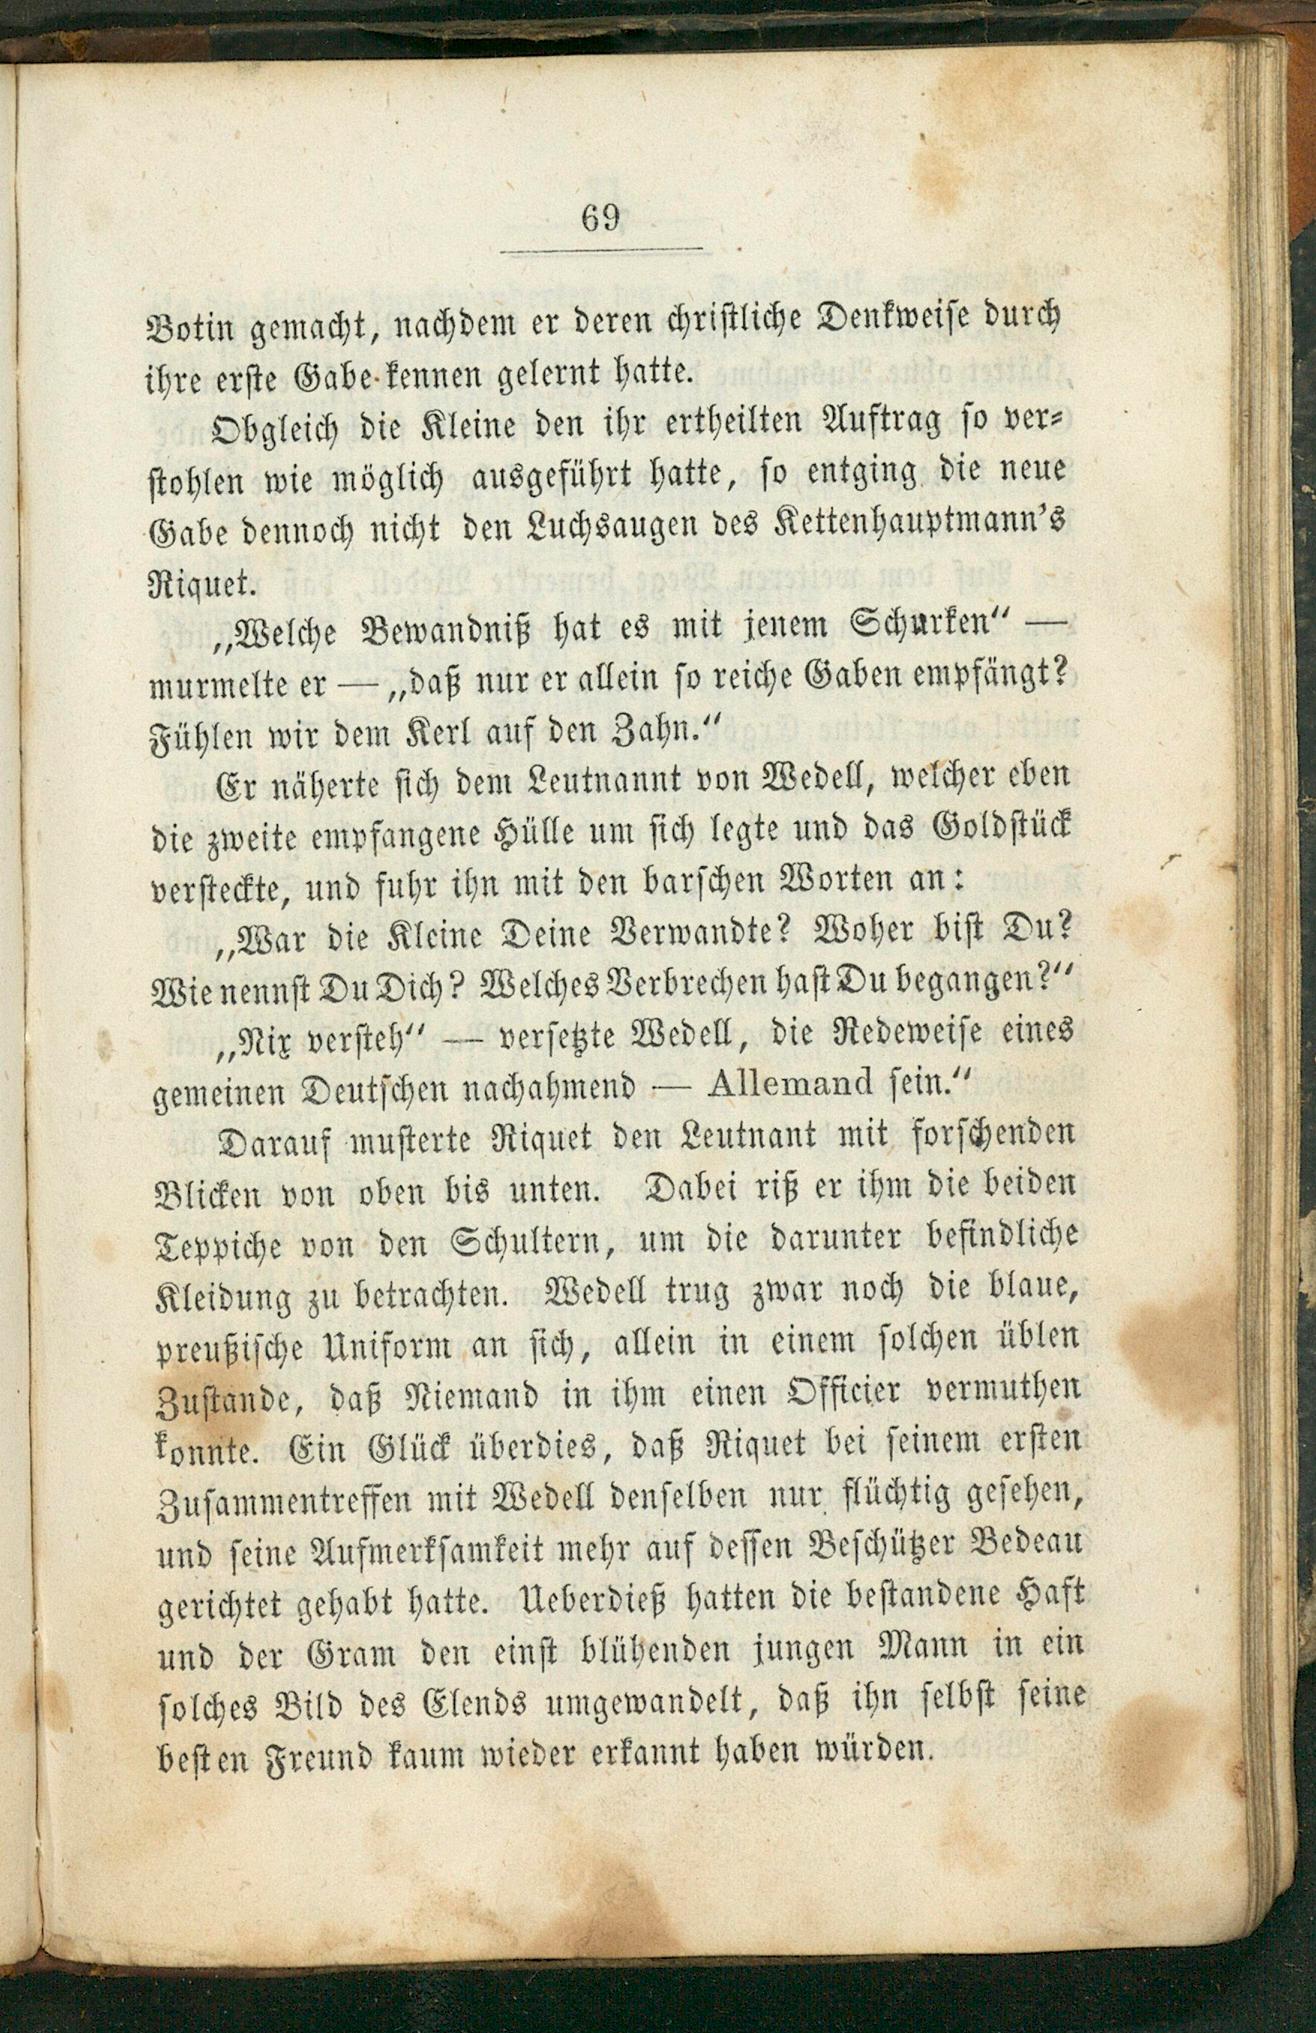 69
Botin gemacht, nachdem er deren christliche Denkweise durch
ihre erste Gabe kennen gelernt hatte.
Obgleich die Kleine den ihr ertheilten Auftrag so ver-
stohlen wie möglich ausgeführt hatte, so entging die neue
Gabe dennoch nicht den Luchsaugen des Kettenhauptmann's
Riquet.
„Welche Bewandniß hat es mit jenem Schurken“ —
murmelte er — „daß nur er allein so reiche Gaben empfängt?
Fühlen wir dem Kerl auf den Zahn.“
Er näherte sich dem Leutnannt von Wedell, welcher eben
die zweite empfangene Hülle um sich legte und das Goldstück
versteckte, und fuhr ihn mit den barschen Worten an:
„War die Kleine Deine Verwandte? Woher bist Du?
Wie nennst Du Dich? Welches Verbrechen hast Du begangen?“
„Nix versteh“ — versetzte Wedell, die Redeweise eines
gemeinen Deutschen nachahmend — Allemand sein.“
Darauf musterte Riquet den Leutnant mit forschenden
Blicken von oben bis unten. Dabei riß er ihm die beiden
Teppiche von den Schultern, um die darunter befindliche
Kleidung zu betrachten. Wedell trug zwar noch die blaue,
preußische Uniform an sich, allein in einem solchen üblen
Zustande, daß Niemand in ihm einen Officier vermuthen
konnte. Ein Glück überdies, daß Riquet bei seinem ersten
Zusammentreffen mit Wedell denselben nur flüchtig gesehen,
und seine Aufmerksamkeit mehr auf dessen Beschützer Bedeau
gerichtet gehabt hatte. Ueberdieß hatten die bestandene Haft
und der Gram den einst blühenden jungen Mann in ein
solches Bild des Elends umgewandelt, daß ihn selbst seine
besten Freund kaum wieder erkannt haben würden.